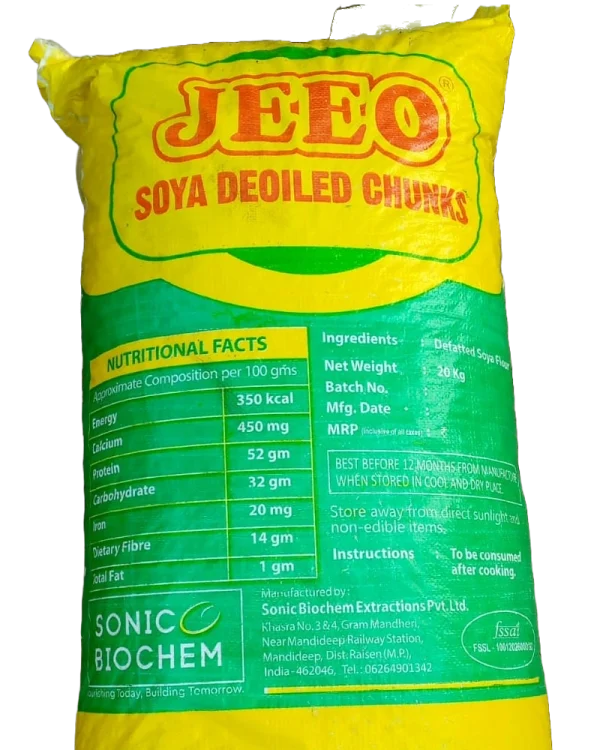 JEEO®
SOYA DEOILED CHUNKS
NUTRITIONAL FACTS
Approximate Composition per 100 gms
Energy 350 kcal
Calcium 450 mg
Protein 52 gm
Carbohydrate 32 gm
Iron 20 mg
Dietary Fibre 14 gm
Total Fat 1 gm
Ingredients Defatted Soya Flour
Net Weight 20 Kg
Batch No.
Mfg. Date
MRP (Inclusive of all taxes) :
BEST BEFORE 12 MONTHS FROM MANUFACTURE
WHEN STORED IN COOL AND DRY PLACE.
Store away from direct sunlight and
non-edible items.
Instructions : To be consumed
after cooking.
SONIC
BIOCHEM
Nourishing Today, Building Tomorrow.
Manufactured by :
Sonic Biochem Extractions Pvt. Ltd.
Khasra No. 3 & 4, Gram Mandheri,
Near Mandideep Railway Station,
Mandideep, Dist: Raisen (M.P.),
India - 462046, Tel.: 06264901342
fssai
FSSL -